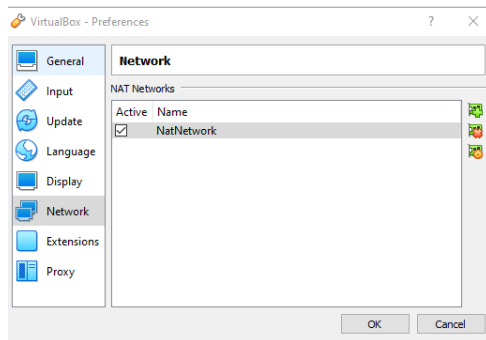 VirtualBox - Preferences
?
General
Input
Update
Language
Display
Network
Extensions
Proxy
Network
NAT Networks
Active Name
NatNetwork
OK Cancel